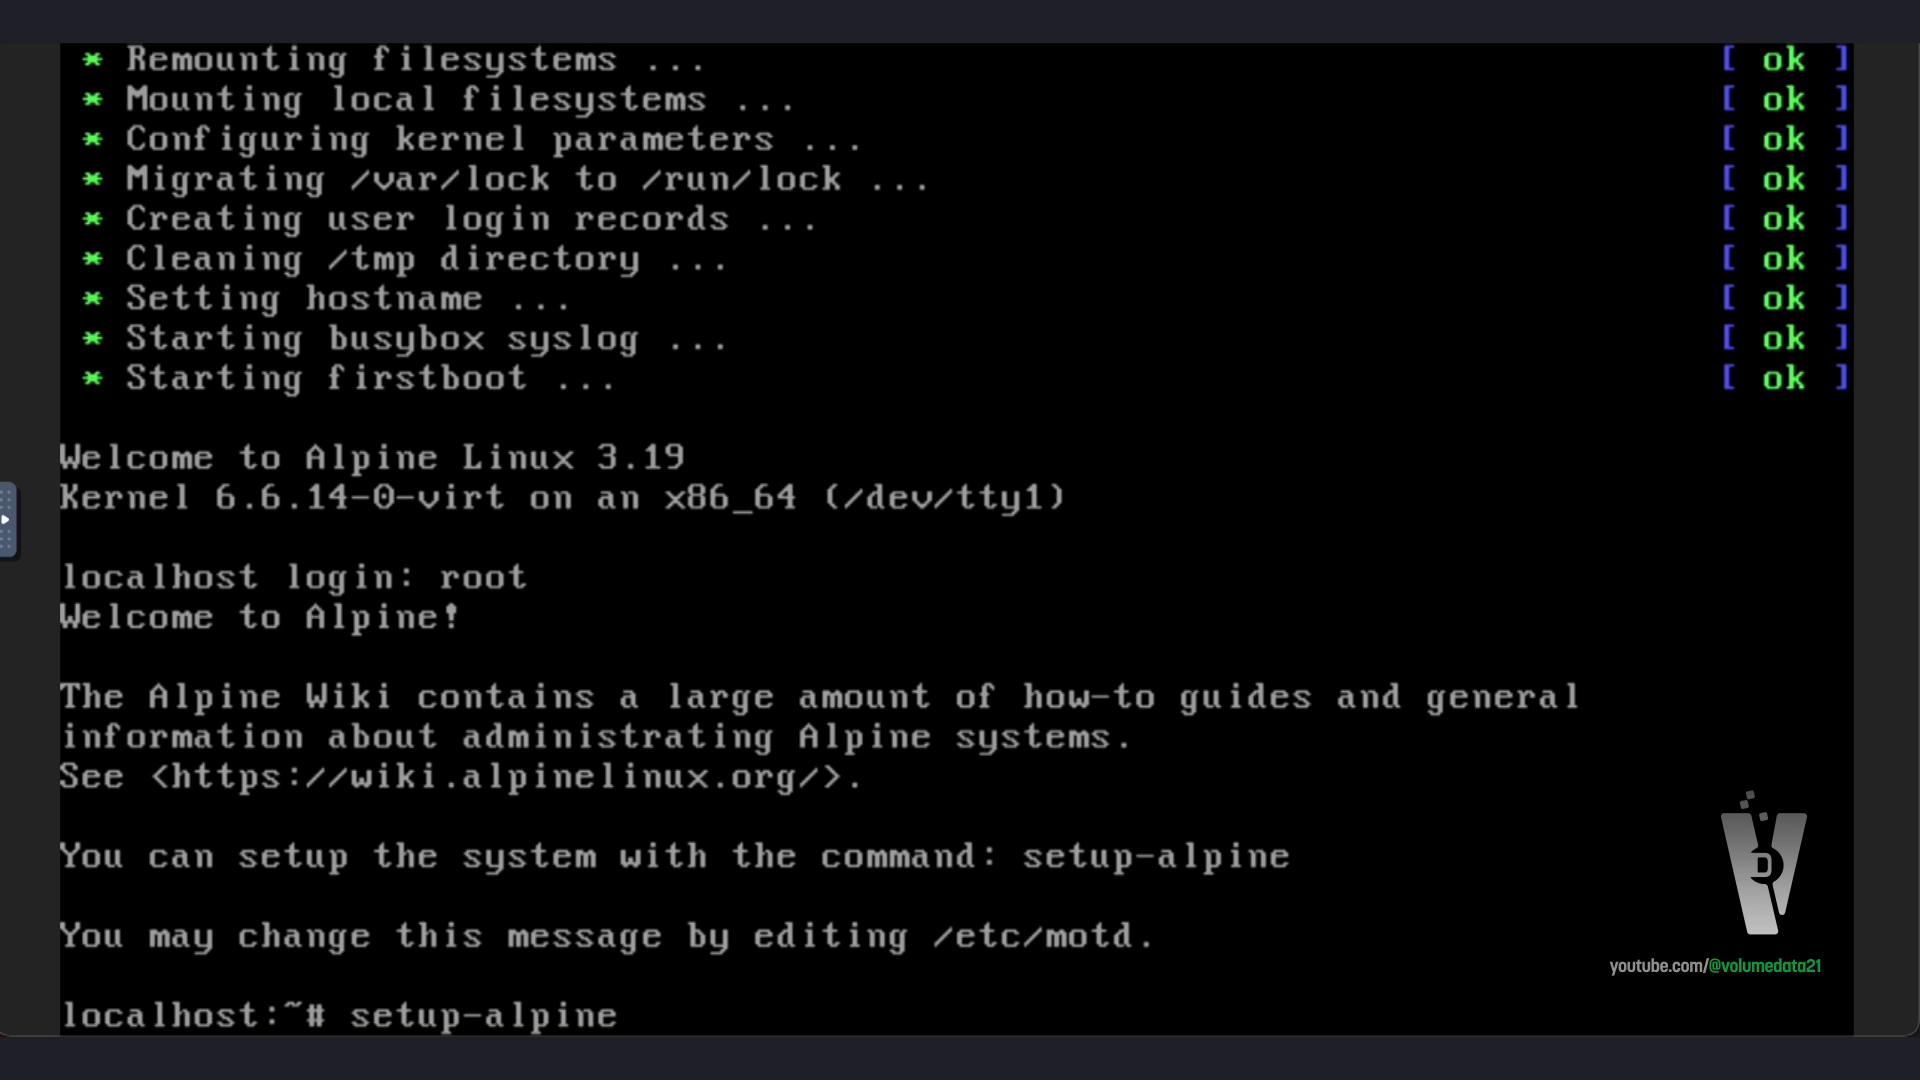 * Remounting filesystems ... [ ok ]
* Mounting local filesystems ... [ ok ]
* Configuring kernel parameters ... [ ok ]
* Migrating /var/lock to /run/lock ... [ ok ]
* Creating user login records ... [ ok ]
* Cleaning /tmp directory ... [ ok ]
* Setting hostname ... [ ok ]
* Starting busybox syslog ... [ ok ]
* Starting firstboot ... [ ok ]
Welcome to Alpine Linux 3.19
Kernel 6.6.14-0-virt on an x86_64 (/dev/tty1)
localhost login: root
Welcome to Alpine!
The Alpine Wiki contains a large amount of how-to guides and general
information about administrating Alpine systems.
See <https://wiki.alpinelinux.org/>.
You can setup the system with the command: setup-alpine
You may change this message by editing /etc/motd.
VD
youtube.com/@volumedata21
localhost:~# setup-alpine